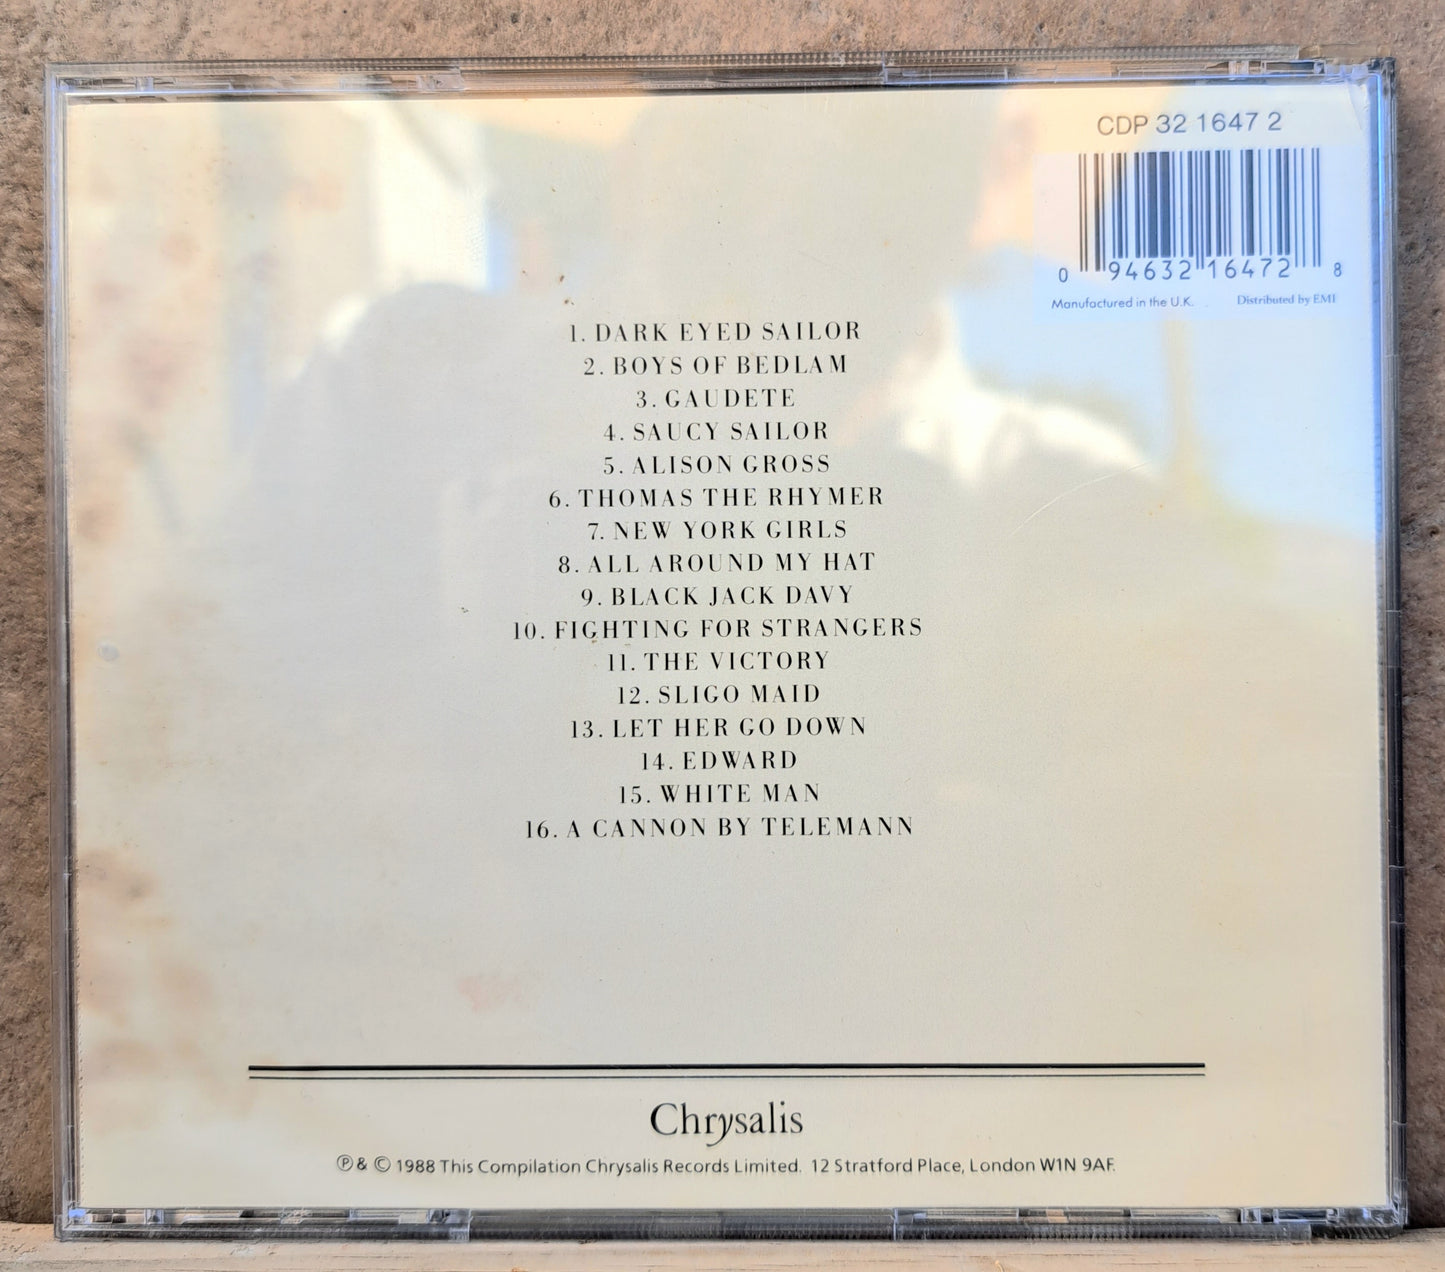 CDP 32 1647 2
0 94632 16472 8
Manufactured in the U.K. Distributed by EMI
1. DARK EYED SAILOR
2. BOYS OF BEDLAM
3. GAUDETE
4. SAUCY SAILOR
5. ALISON GROSS
6. THOMAS THE RHYMER
7. NEW YORK GIRLS
8. ALL AROUND MY HAT
9. BLACK JACK DAVY
10. FIGHTING FOR STRANGERS
11. THE VICTORY
12. SLIGO MAID
13. LET HER GO DOWN
14. EDWARD
15. WHITE MAN
16. A CANNON BY TELEMANN
Chrysalis
℗ & © 1988 This Compilation Chrysalis Records Limited. 12 Stratford Place, London W1N 9AF.